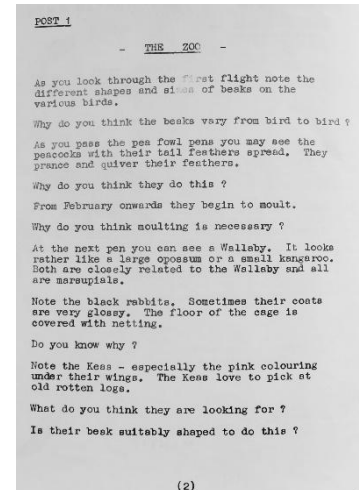 POST 1
- THE ZOO -
As you look through the first flight note the
different shapes and sizes of beaks on the
various birds.
Why do you think the beaks vary from bird to bird ?
As you pass the pea fowl pens you may see the
peacocks with their tail feathers spread. They
prance and quiver their feathers.
Why do you think they do this ?
From February onwards they begin to moult.
Why do you think moulting is necessary ?
At the next pen you can see a Wallaby. It looks
rather like a large opossum or a small kangaroo.
Both are closely related to the Wallaby and all
are marsupials.
Note the black rabbits. Sometimes their coats
are very glossy. The floor of the cage is
covered with netting.
Do you know why ?
Note the Keas - especially the pink colouring
under their wings. The Keas love to pick at
old rotten logs.
What do you think they are looking for ?
Is their beak suitably shaped to do this ?
(2)